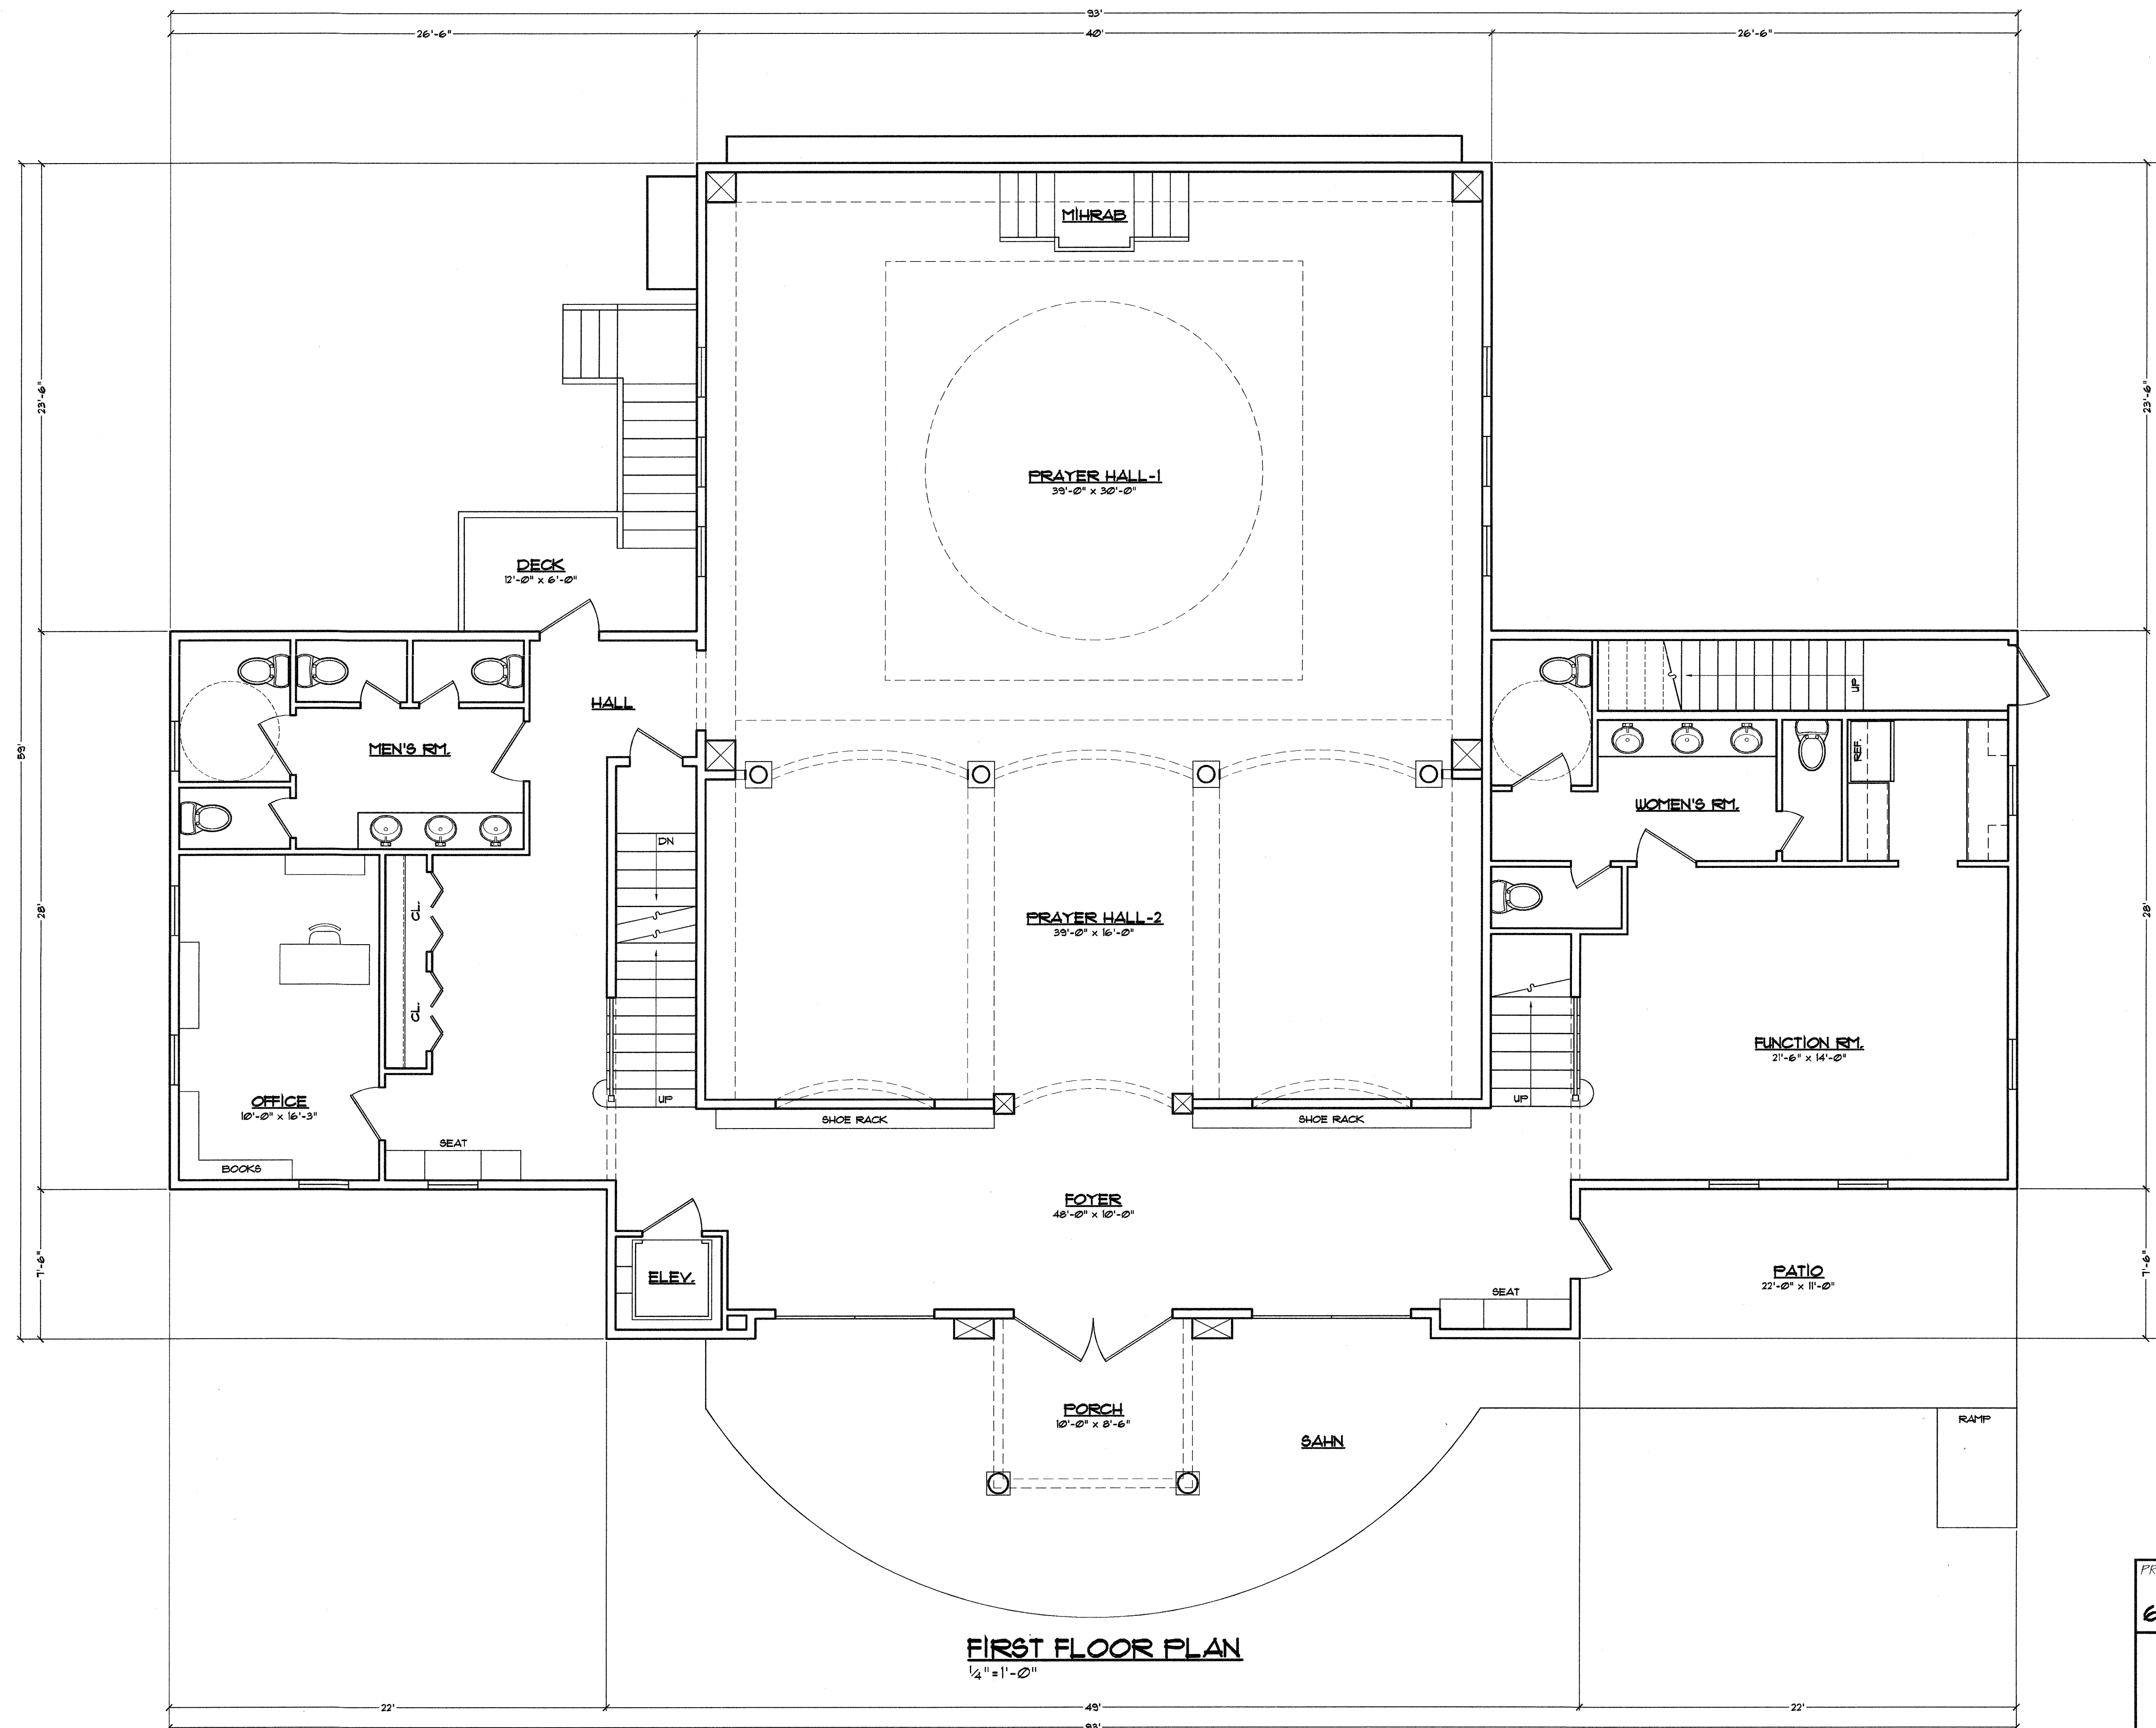 93'
26'-6"
40'
26'-6"
MIHRAB
23'-6"
23'-6"
PRAYER HALL-1
39'-0" x 30'-0"
DECK
12'-0" x 6'-0"
HALL
UP
MEN'S RM.
REF.
59'
WOMEN'S RM.
DN
28'
CL.
PRAYER HALL-2
39'-0" x 16'-0"
28'
CL.
FUNCTION RM.
21'-6" x 14'-0"
OFFICE
10'-0" x 16'-3"
UP
UP
SHOE RACK
SHOE RACK
SEAT
BOOKS
FOYER
48'-0" x 10'-0"
7'-6"
ELEV.
SEAT
PATIO
22'-0" x 11'-0"
7'-6"
PORCH
10'-0" x 8'-6"
SAHN
RAMP
FIRST FLOOR PLAN
1/4"=1'-0"
22'
49'
22'
93'